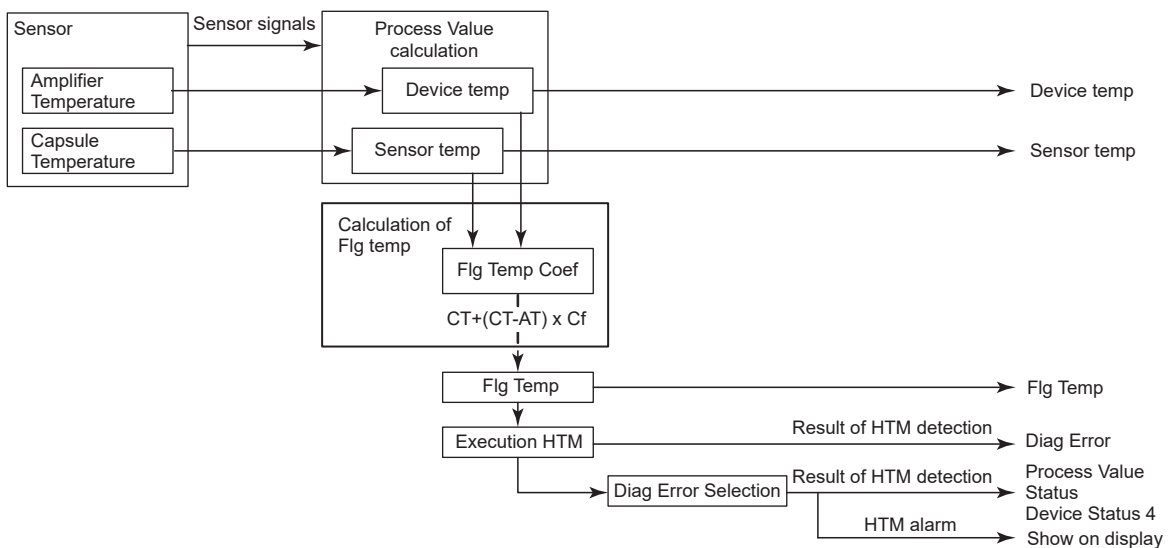 Sensor
Sensor signals
Process Value
calculation
Amplifier
Temperature
Device temp
Device temp
Capsule
Temperature
Sensor temp
Sensor temp
Calculation of
Flg temp
Flg Temp Coef
CT+(CT-AT) x Cf
Flg Temp
Flg Temp
Execution HTM
Result of HTM detection
Diag Error
Diag Error Selection
Result of HTM detection
Process Value
Status
Device Status 4
HTM alarm
Show on display